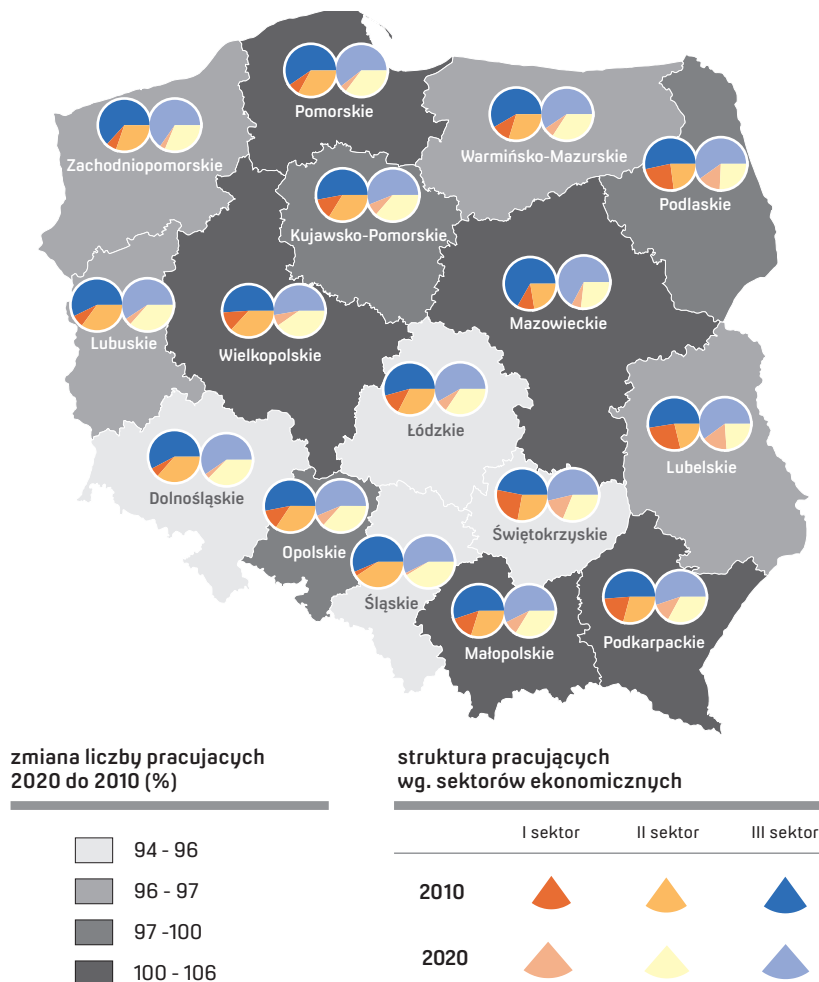 Pomorskie
Zachodniopomorskie
Warmińsko-Mazurskie
Podlaskie
Kujawsko-Pomorskie
Mazowieckie
Lubuskie
Wielkopolskie
Łódzkie
Lubelskie
Dolnośląskie
Świętokrzyskie
Opolskie
Śląskie
Małopolskie
Podkarpackie
zmiana liczby pracujacych
2020 do 2010 (%)
94 - 96
96 - 97
97 -100
100 - 106
struktura pracujących
wg. sektorów ekonomicznych
I sektor II sektor III sektor
2010
2020